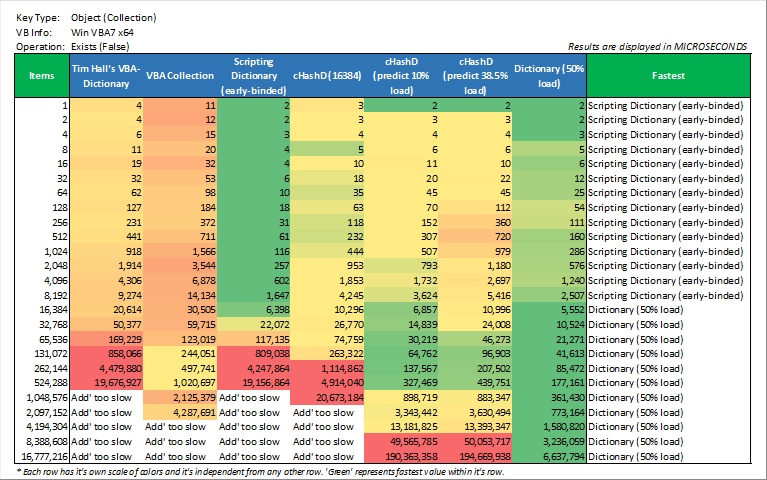 Key Type: Object (Collection)
VB Info: Win VBA7 x64
Operation: Exists (False)
Results are displayed in MICROSECONDS
Items Tim Hall's VBA-Dictionary VBA Collection Scripting Dictionary (early-binded) cHashD (16384) cHashD (predict 10% load) cHashD (predict 38.5% load) Dictionary (50% load) Fastest
1 4 11 2 3 2 2 2 Scripting Dictionary (early-binded)
2 4 12 2 3 3 3 2 Scripting Dictionary (early-binded)
4 6 15 3 4 4 4 3 Scripting Dictionary (early-binded)
8 11 20 4 5 6 6 5 Scripting Dictionary (early-binded)
16 19 32 4 10 11 10 6 Scripting Dictionary (early-binded)
32 32 53 6 18 20 22 12 Scripting Dictionary (early-binded)
64 62 98 10 35 45 45 25 Scripting Dictionary (early-binded)
128 127 184 18 63 70 112 54 Scripting Dictionary (early-binded)
256 231 372 31 118 152 360 111 Scripting Dictionary (early-binded)
512 441 711 61 232 307 720 160 Scripting Dictionary (early-binded)
1,024 918 1,566 116 444 507 979 286 Scripting Dictionary (early-binded)
2,048 1,914 3,544 257 953 793 1,180 576 Scripting Dictionary (early-binded)
4,096 4,306 6,878 602 1,853 1,732 2,697 1,240 Scripting Dictionary (early-binded)
8,192 9,274 14,134 1,647 4,245 3,624 5,416 2,507 Scripting Dictionary (early-binded)
16,384 20,614 30,505 6,398 10,296 6,857 10,996 5,552 Dictionary (50% load)
32,768 50,377 59,715 22,072 26,770 14,839 24,008 10,524 Dictionary (50% load)
65,536 169,229 123,019 117,135 74,759 30,219 46,273 21,271 Dictionary (50% load)
131,072 858,066 244,051 809,038 263,322 64,762 96,903 41,613 Dictionary (50% load)
262,144 4,479,880 497,741 4,247,864 1,114,862 137,567 207,502 85,472 Dictionary (50% load)
524,288 19,676,927 1,020,697 19,156,864 4,914,040 327,469 439,751 177,161 Dictionary (50% load)
1,048,576 Add' too slow 2,125,379 Add' too slow 20,673,184 898,719 883,347 361,430 Dictionary (50% load)
2,097,152 Add' too slow 4,287,691 Add' too slow Add' too slow 3,343,442 3,630,494 773,164 Dictionary (50% load)
4,194,304 Add' too slow Add' too slow Add' too slow Add' too slow 13,181,825 13,393,347 1,580,820 Dictionary (50% load)
8,388,608 Add' too slow Add' too slow Add' too slow Add' too slow 49,565,785 50,053,717 3,236,059 Dictionary (50% load)
16,777,216 Add' too slow Add' too slow Add' too slow Add' too slow 190,363,358 194,669,938 6,637,794 Dictionary (50% load)
* Each row has it's own scale of colors and it's independent from any other row. 'Green' represents fastest value within it's row.